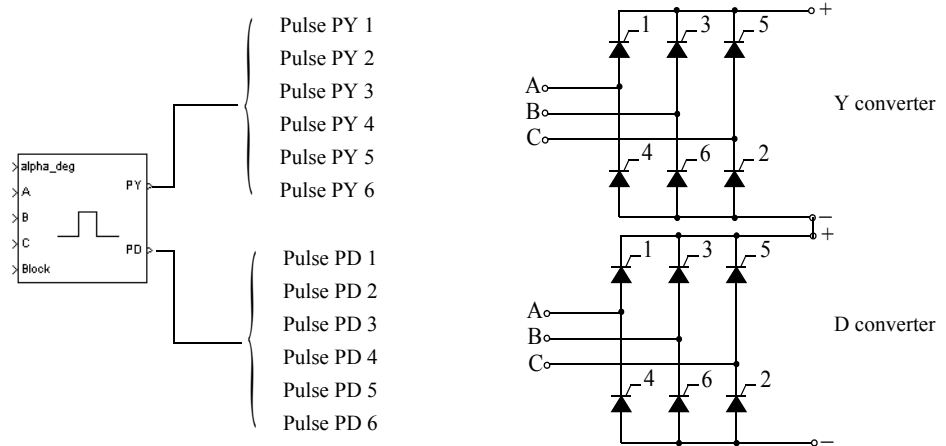 Pulse PY 1
Pulse PY 2
Pulse PY 3
Pulse PY 4
Pulse PY 5
Pulse PY 6
alpha_deg
A
B
C
Block
PY
PD
Pulse PD 1
Pulse PD 2
Pulse PD 3
Pulse PD 4
Pulse PD 5
Pulse PD 6
1 3 5 +
A
B
C
Y converter
4 6 2
−
+
1 3 5
A
B
C
D converter
4 6 2
−